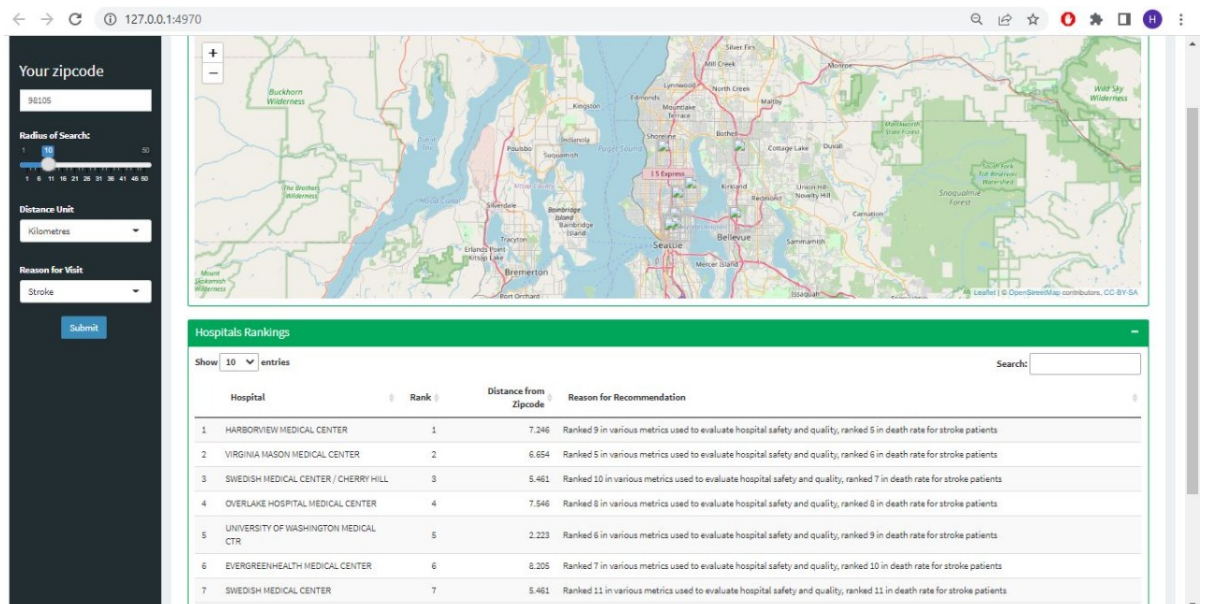 127.0.0.1:4970
H
Your zipcode
98105
Radius of Search:
1 10 50
1 6 11 16 21 26 31 36 41 46 50
Distance Unit
Kilometres
Reason for Visit
Stroke
Submit
+
−
Silver Firs
Mill Creek
Monroe
Buckhorn
Wilderness
Lynnwood
North Creek
Wild Sky
Wilderness
Kingston
Edmonds
Mountlake
Terrace
Maltby
Indianola
Shoreline
Bothell
Poulsbo
Suquamish
Puget Sound
Cottage Lake
Duvall
The Brothers
Wilderness
I 5 Express
Kirkland
Union Hill-
Novelty Hill
Redmond
Silverdale
Bainbridge
Island
Bainbridge
Island
Snoqualmie
Forest
Carnation
Tracyton
Erlands Point-
Kitsap Lake
Seattle
Bellevue
Sammamish
Bremerton
Mercer Island
Port Orchard
Issaquah
Leaflet | © OpenStreetMap contributors, CC-BY-SA
Hospitals Rankings
−
Show 10 entries
Search:
Hospital Rank Distance from Zipcode Reason for Recommendation
1 HARBORVIEW MEDICAL CENTER 1 7.246 Ranked 9 in various metrics used to evaluate hospital safety and quality, ranked 5 in death rate for stroke patients
2 VIRGINIA MASON MEDICAL CENTER 2 6.654 Ranked 5 in various metrics used to evaluate hospital safety and quality, ranked 6 in death rate for stroke patients
3 SWEDISH MEDICAL CENTER / CHERRY HILL 3 5.461 Ranked 10 in various metrics used to evaluate hospital safety and quality, ranked 7 in death rate for stroke patients
4 OVERLAKE HOSPITAL MEDICAL CENTER 4 7.546 Ranked 8 in various metrics used to evaluate hospital safety and quality, ranked 8 in death rate for stroke patients
5 UNIVERSITY OF WASHINGTON MEDICAL CTR 5 2.223 Ranked 6 in various metrics used to evaluate hospital safety and quality, ranked 9 in death rate for stroke patients
6 EVERGREENHEALTH MEDICAL CENTER 6 8.205 Ranked 7 in various metrics used to evaluate hospital safety and quality, ranked 10 in death rate for stroke patients
7 SWEDISH MEDICAL CENTER 7 5.461 Ranked 11 in various metrics used to evaluate hospital safety and quality, ranked 11 in death rate for stroke patients